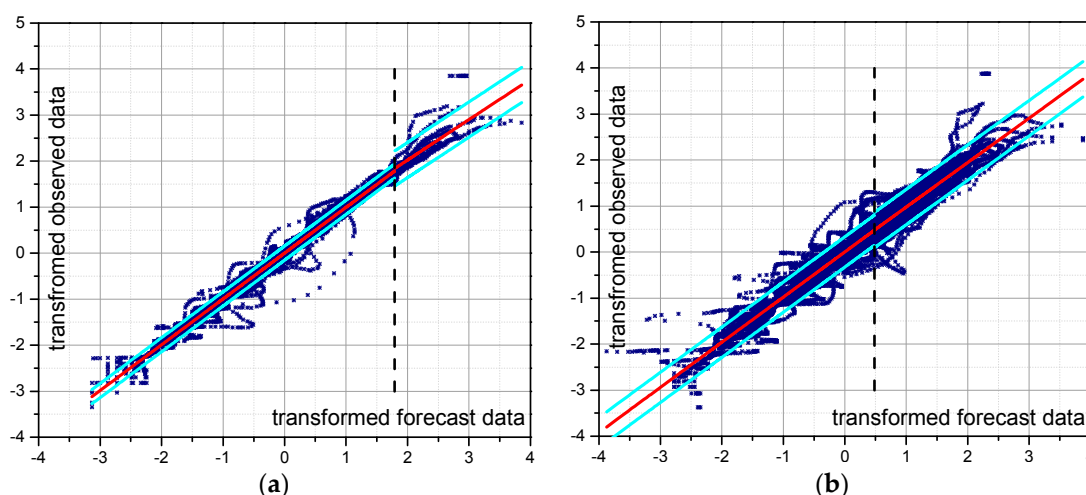 5
4
3
2
1
0
-1
-2
-3
-4
transfromed observed data
transformed forecast data
-4 -3 -2 -1 0 1 2 3 4
(a)
5
4
3
2
1
0
-1
-2
-3
-4
transfromed observed data
transformed forecast data
-4 -3 -2 -1 0 1 2 3 4
(b)